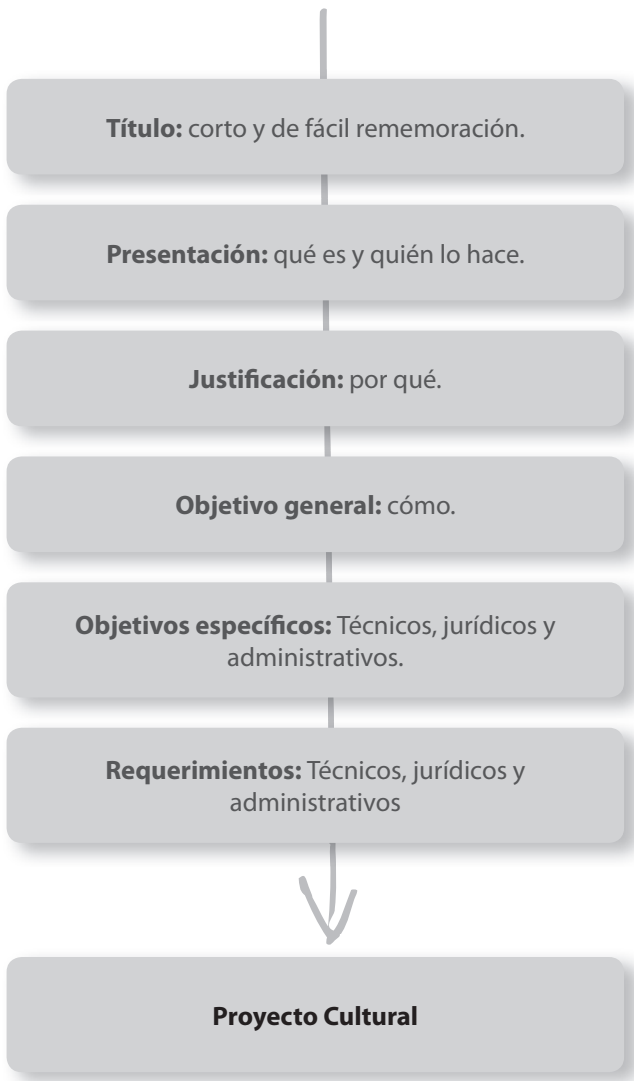 Título: corto y de fácil rememoración.
Presentación: qué es y quién lo hace.
Justificación: por qué.
Objetivo general: cómo.
Objetivos específicos: Técnicos, jurídicos y
administrativos.
Requerimientos: Técnicos, jurídicos y
administrativos
Proyecto Cultural